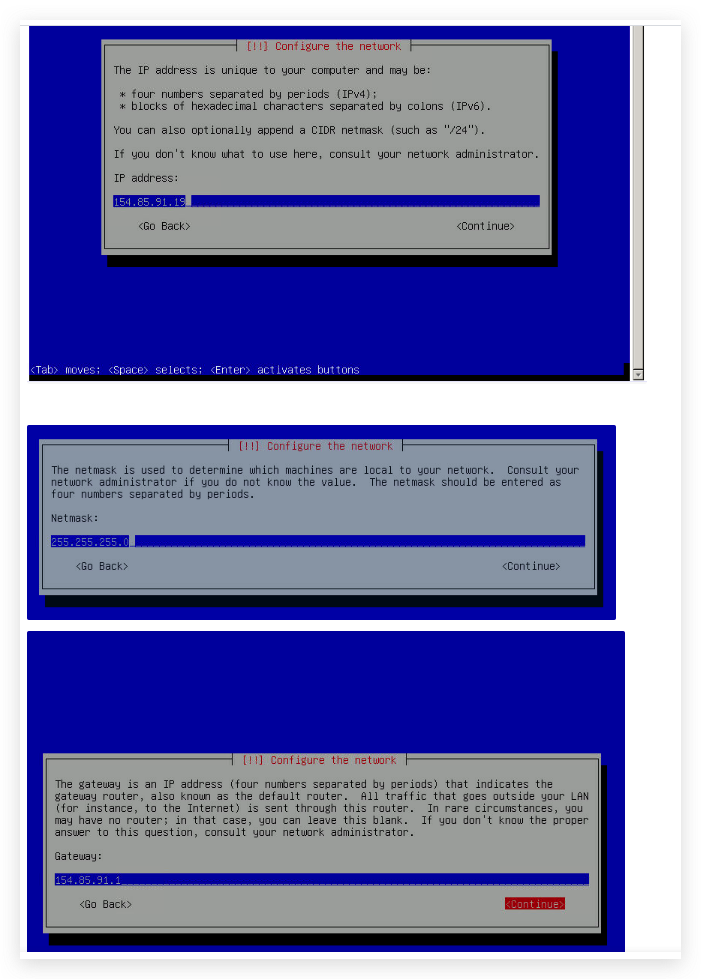 [!!] Configure the network
The IP address is unique to your computer and may be:
* four numbers separated by periods (IPv4);
* blocks of hexadecimal characters separated by colons (IPv6).
You can also optionally append a CIDR netmask (such as "/24").
If you don't know what to use here, consult your network administrator.
IP address:
154.85.91.19
<Go Back> <Continue>
<Tab> moves; <Space> selects; <Enter> activates buttons
[!!] Configure the network
The netmask is used to determine which machines are local to your network.  Consult your
network administrator if you do not know the value.  The netmask should be entered as
four numbers separated by periods.
Netmask:
255.255.255.0
<Go Back> <Continue>
[!!] Configure the network
The gateway is an IP address (four numbers separated by periods) that indicates the
gateway router, also known as the default router.  All traffic that goes outside your LAN
(for instance, to the Internet) is sent through this router.  In rare circumstances, you
may have no router; in that case, you can leave this blank.  If you don't know the proper
answer to this question, consult your network administrator.
Gateway:
154.85.91.1
<Go Back> <Continue>